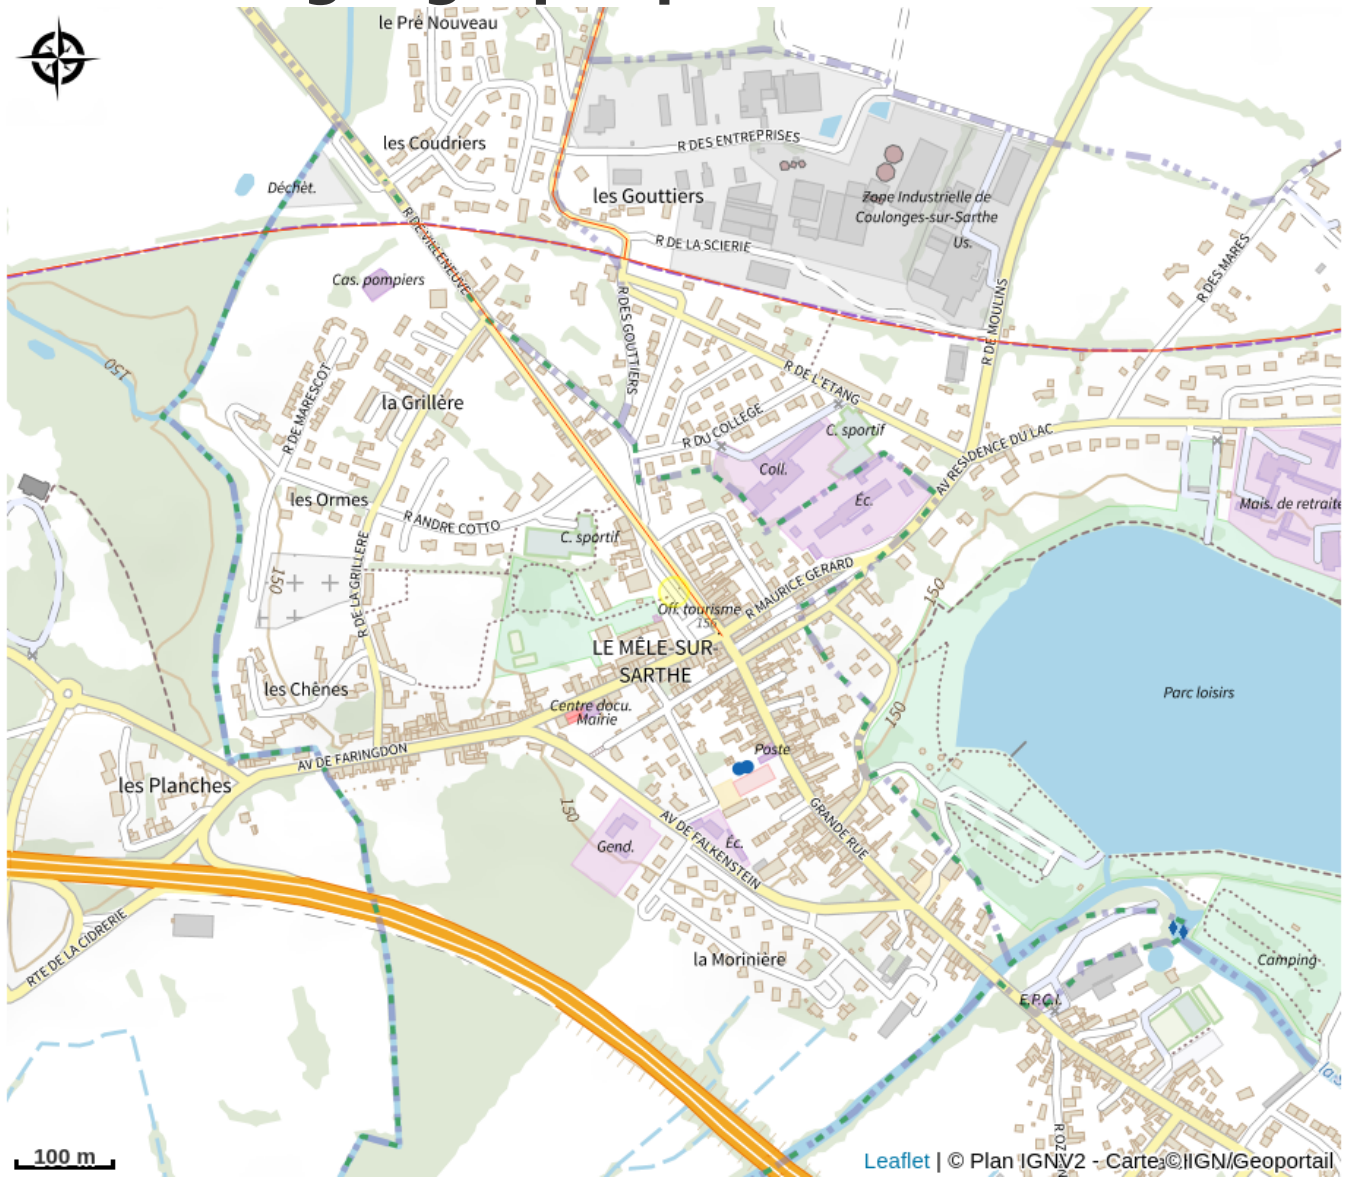 le Pré Nouveau
les Coudriers
R DES ENTREPRISES
Déchèt.
les Gouttiers
Zone Industrielle de
Coulonges-sur-Sarthe
R DE VILLENEUVE
R DE LA SCIERIE
Us.
R DES MARES
Cas. pompiers
R DES GOUTTIERS
R DE MOULINS
150
R DE MARESCOT
la Grillère
R DE L'ETANG
R DU COLLEGE
C. sportif
AV RESIDENCE DU LAC
Coll.
Éc.
les Ormes
Mais. de retraite
R ANDRE COTTO
C. sportif
R DE LA GRILLERE
150
R MAURICE GERARD
150
Off. tourisme
156
LE MÊLE-SUR-
SARTHE
les Chênes
Parc loisirs
Centre docu.
Mairie
150
Poste
AV DE FARINGDON
les Planches
150
GRANDE RUE
AV DE FALKENSTEIN
Gend.
Éc.
RTE DE LA CIDRERIE
la Morinière
Camping
E.P.C.I.
100 m
Leaflet | © Plan IGNV2 - Carte©IGN/Geoportail